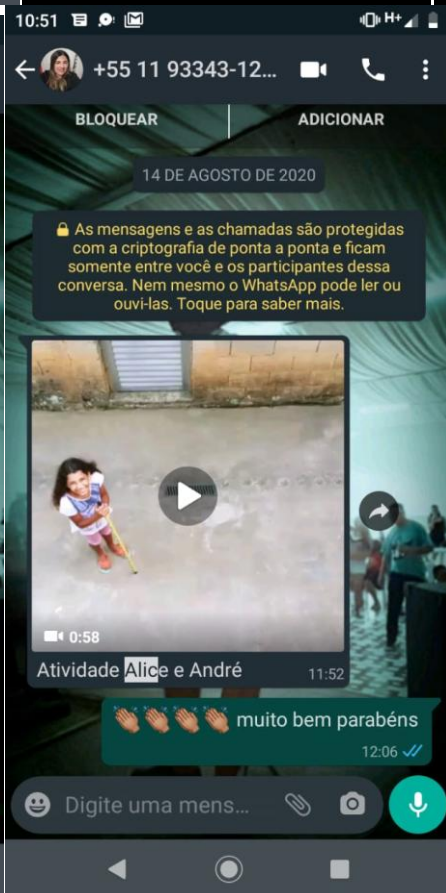 10:51 H+
+55 11 93343-12...
BLOQUEAR ADICIONAR
14 DE AGOSTO DE 2020
As mensagens e as chamadas são protegidas
com a criptografia de ponta a ponta e ficam
somente entre você e os participantes dessa
conversa. Nem mesmo o WhatsApp pode ler ou
ouvi-las. Toque para saber mais.
0:58
Atividade Alice e André 11:52
👏🏽👏🏽👏🏽👏🏽 muito bem parabéns
12:06
Digite uma mens...